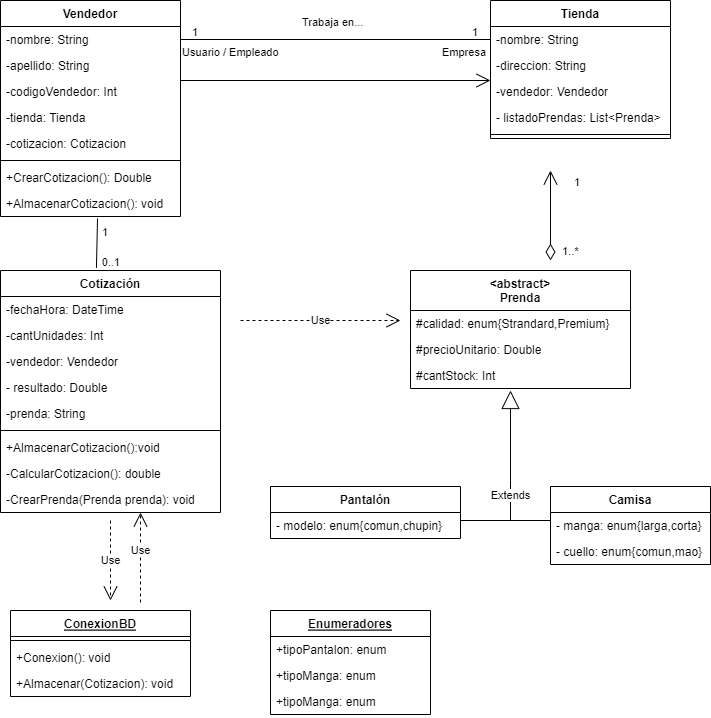 Vendedor
-nombre: String
-apellido: String
-codigoVendedor: Int
-tienda: Tienda
-cotizacion: Cotizacion
+CrearCotizacion(): Double
+AlmacenarCotizacion(): void
Trabaja en...
1
1
Usuario / Empleado
Empresa
Tienda
-nombre: String
-direccion: String
-vendedor: Vendedor
- listadoPrendas: List<Prenda>
1
0..1
1
1..*
Cotización
-fechaHora: DateTime
-cantUnidades: Int
-vendedor: Vendedor
- resultado: Double
-prenda: String
+AlmacenarCotizacion():void
-CalcularCotizacion(): double
-CrearPrenda(Prenda prenda): void
Use
<abstract>
Prenda
#calidad: enum{Strandard,Premium}
#precioUnitario: Double
#cantStock: Int
Extends
Pantalón
- modelo: enum{comun,chupin}
Camisa
- manga: enum{larga,corta}
- cuello: enum{comun,mao}
Use
Use
ConexionBD
+Conexion(): void
+Almacenar(Cotizacion): void
Enumeradores
+tipoPantalon: enum
+tipoManga: enum
+tipoManga: enum